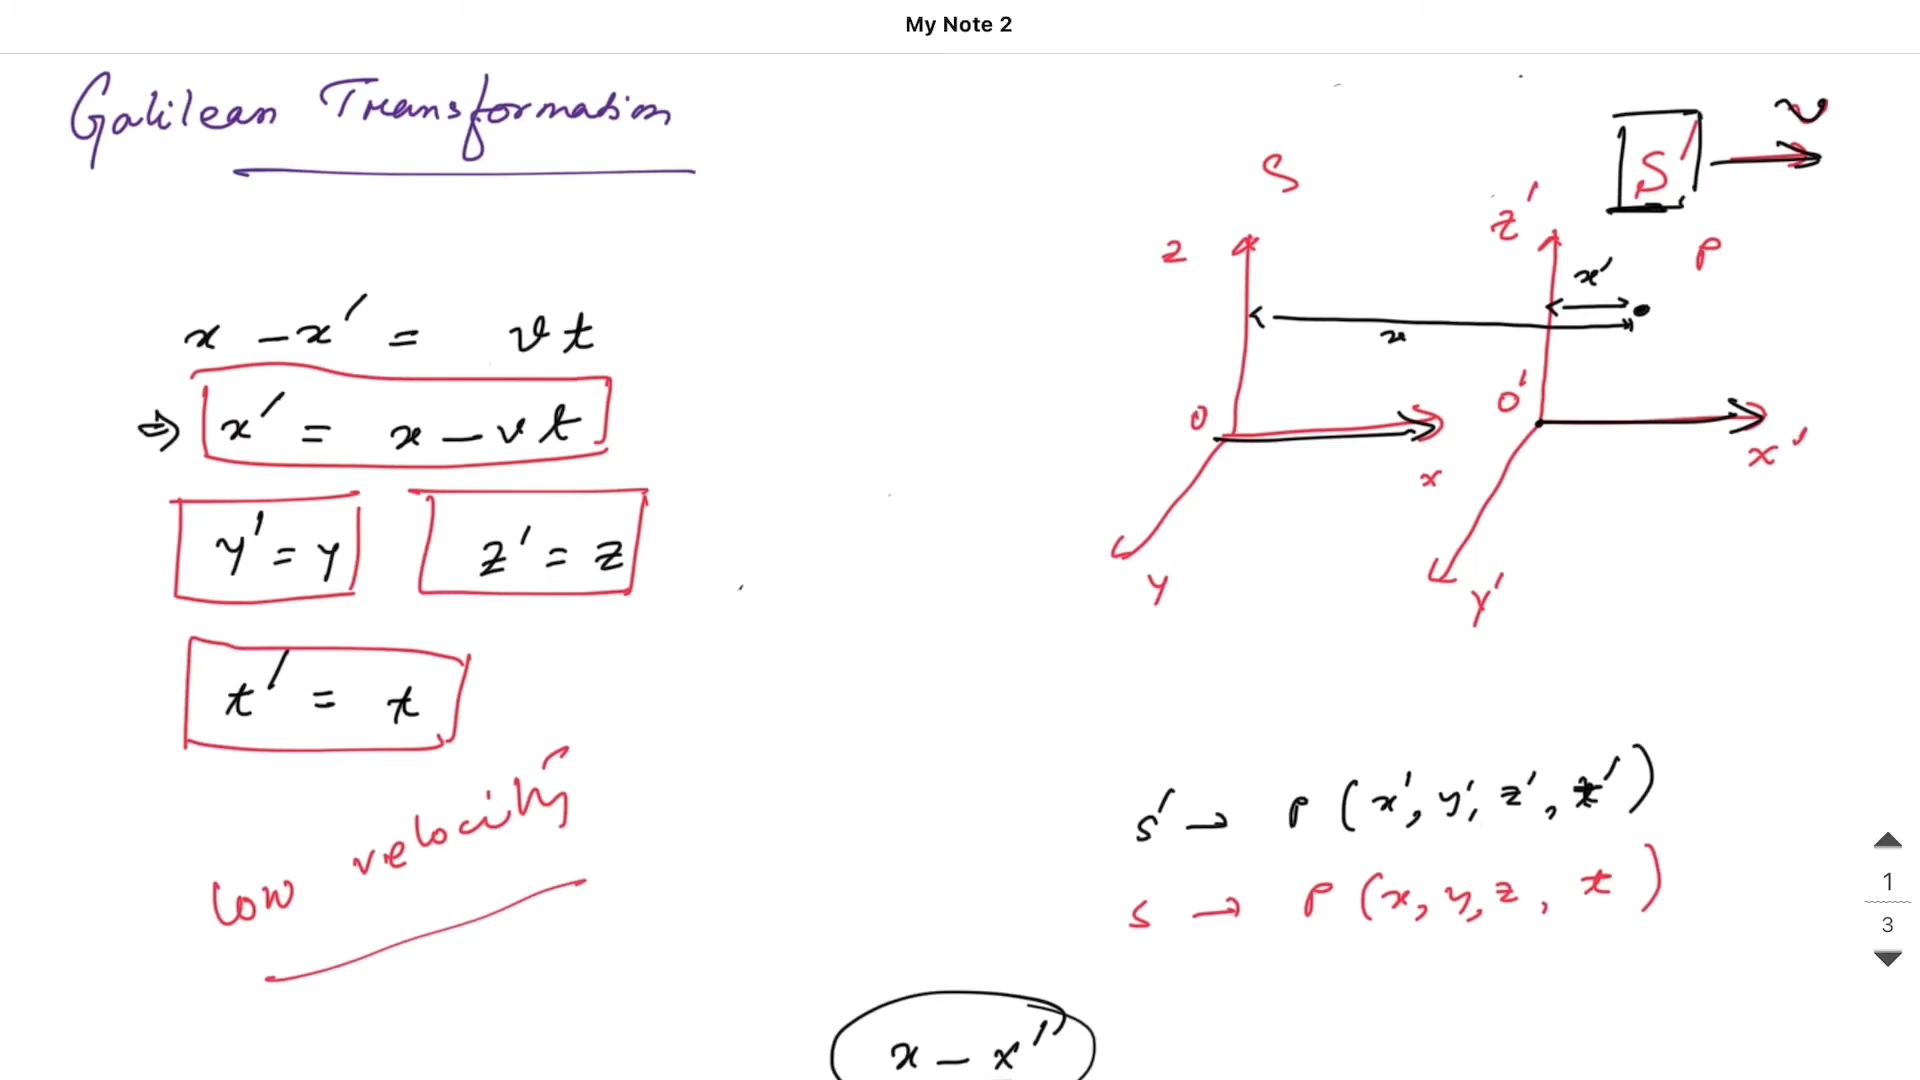 My Note 2
Galilean Transformation
x - x' = vt
⇒ x' = x - vt
y' = y z' = z
t' = t
low velocity
S
S' v
z
z'
P
x'
x
O
O'
x
x'
Y
Y'
s' → P (x', y', z', t')
s → P (x, y, z, t)
x - x'
1
3